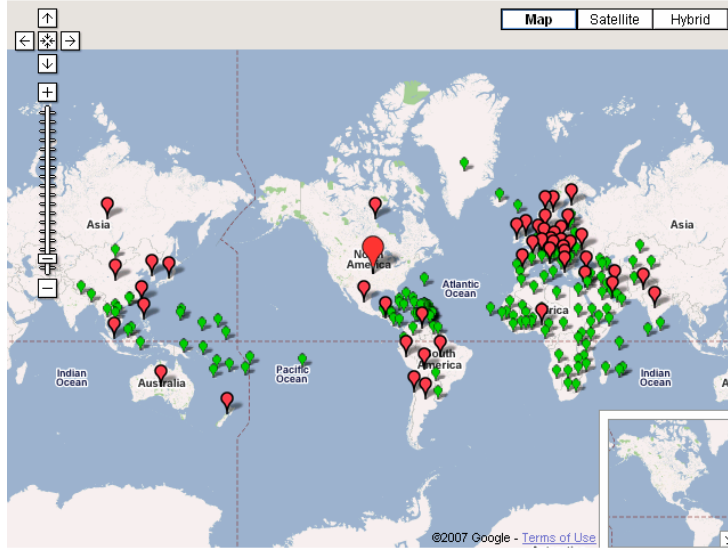 Map Satellite Hybrid
Asia
North
America
Atlantic
Ocean
Asia
Africa
Indian
Ocean
Australia
Pacific
Ocean
South
America
Indian
Ocean
©2007 Google - Terms of Use